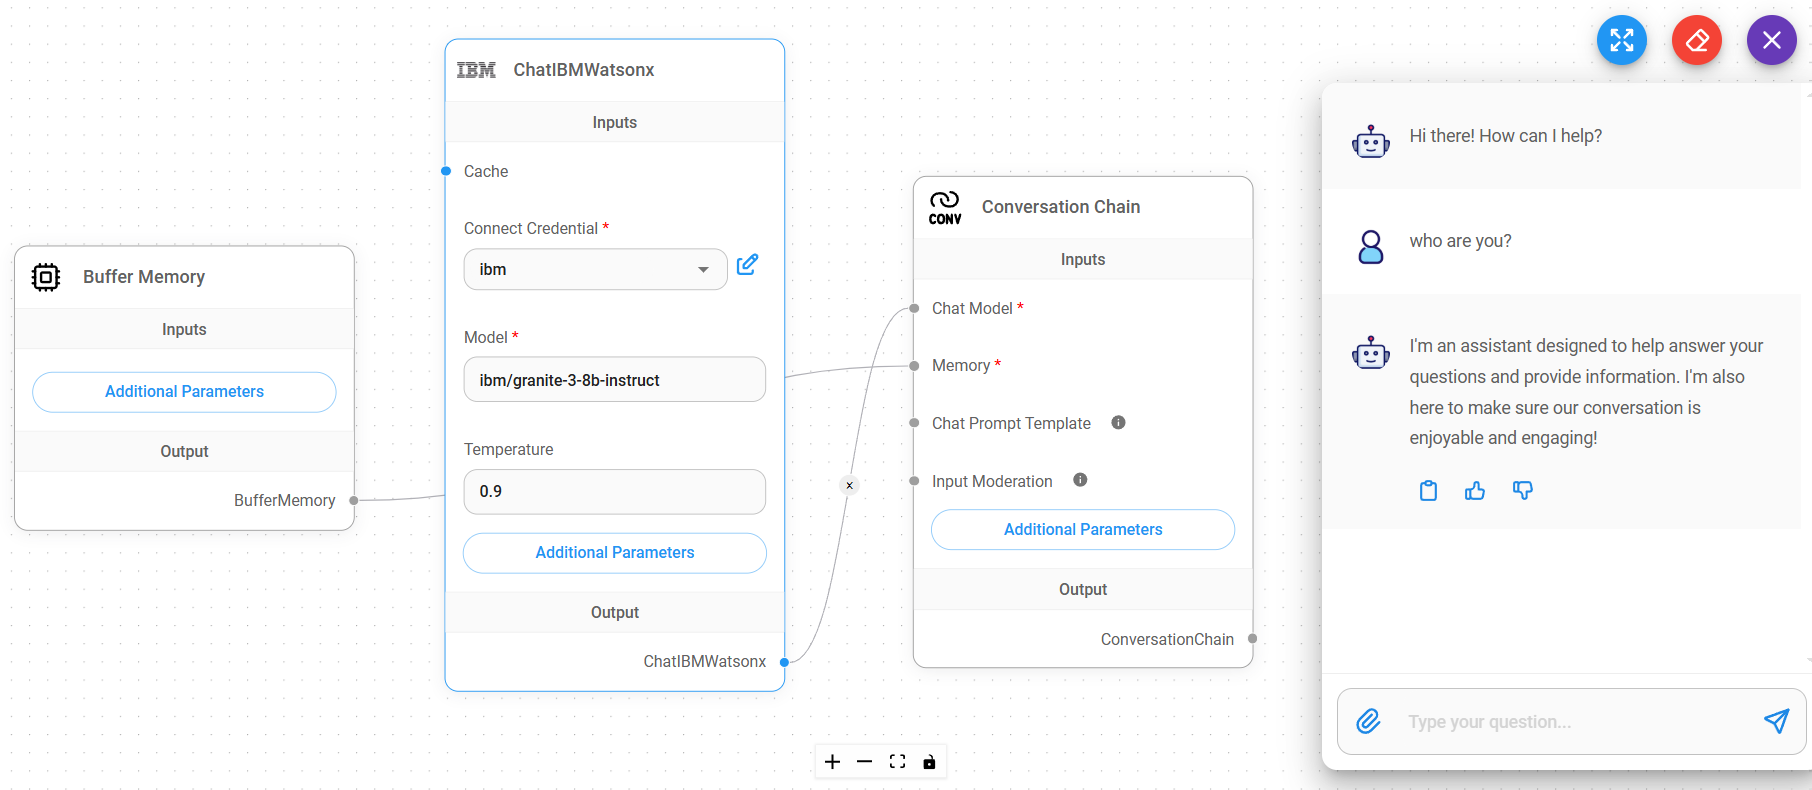 Buffer Memory
Inputs
Additional Parameters
Output
BufferMemory
IBM
ChatIBMWatsonx
Inputs
Cache
Connect Credential *
ibm
Model *
ibm/granite-3-8b-instruct
Temperature
0.9
Additional Parameters
Output
ChatIBMWatsonx
x
CONV
Conversation Chain
Inputs
Chat Model *
Memory *
Chat Prompt Template
Input Moderation
Additional Parameters
Output
ConversationChain
Hi there! How can I help?
who are you?
I'm an assistant designed to help answer your
questions and provide information. I'm also
here to make sure our conversation is
enjoyable and engaging!
Type your question...